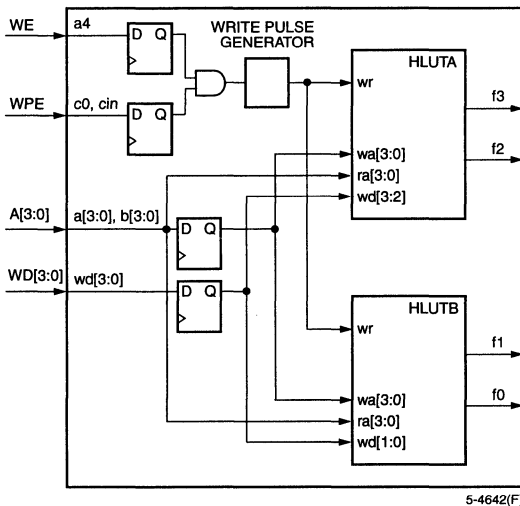 WE
a4
D Q
WRITE PULSE
GENERATOR
HLUTA
wr
f3
WPE
c0, cin
D Q
f2
wa[3:0]
ra[3:0]
wd[3:2]
A[3:0]
a[3:0], b[3:0]
D Q
WD[3:0]
wd[3:0]
D Q
HLUTB
wr
f1
wa[3:0]
f0
ra[3:0]
wd[1:0]
5-4642(F)